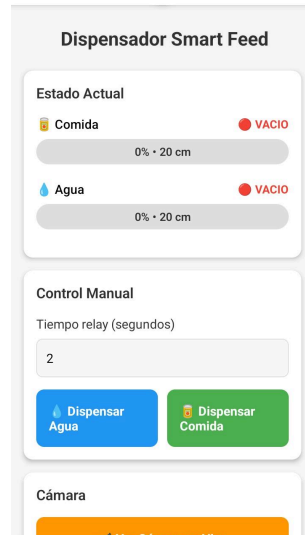 Dispensador Smart Feed
Estado Actual
🥫 Comida 🔴 VACIO
0% • 20 cm
💧 Agua 🔴 VACIO
0% • 20 cm
Control Manual
Tiempo relay (segundos)
2
💧 Dispensar Agua
🥫 Dispensar Comida
Cámara